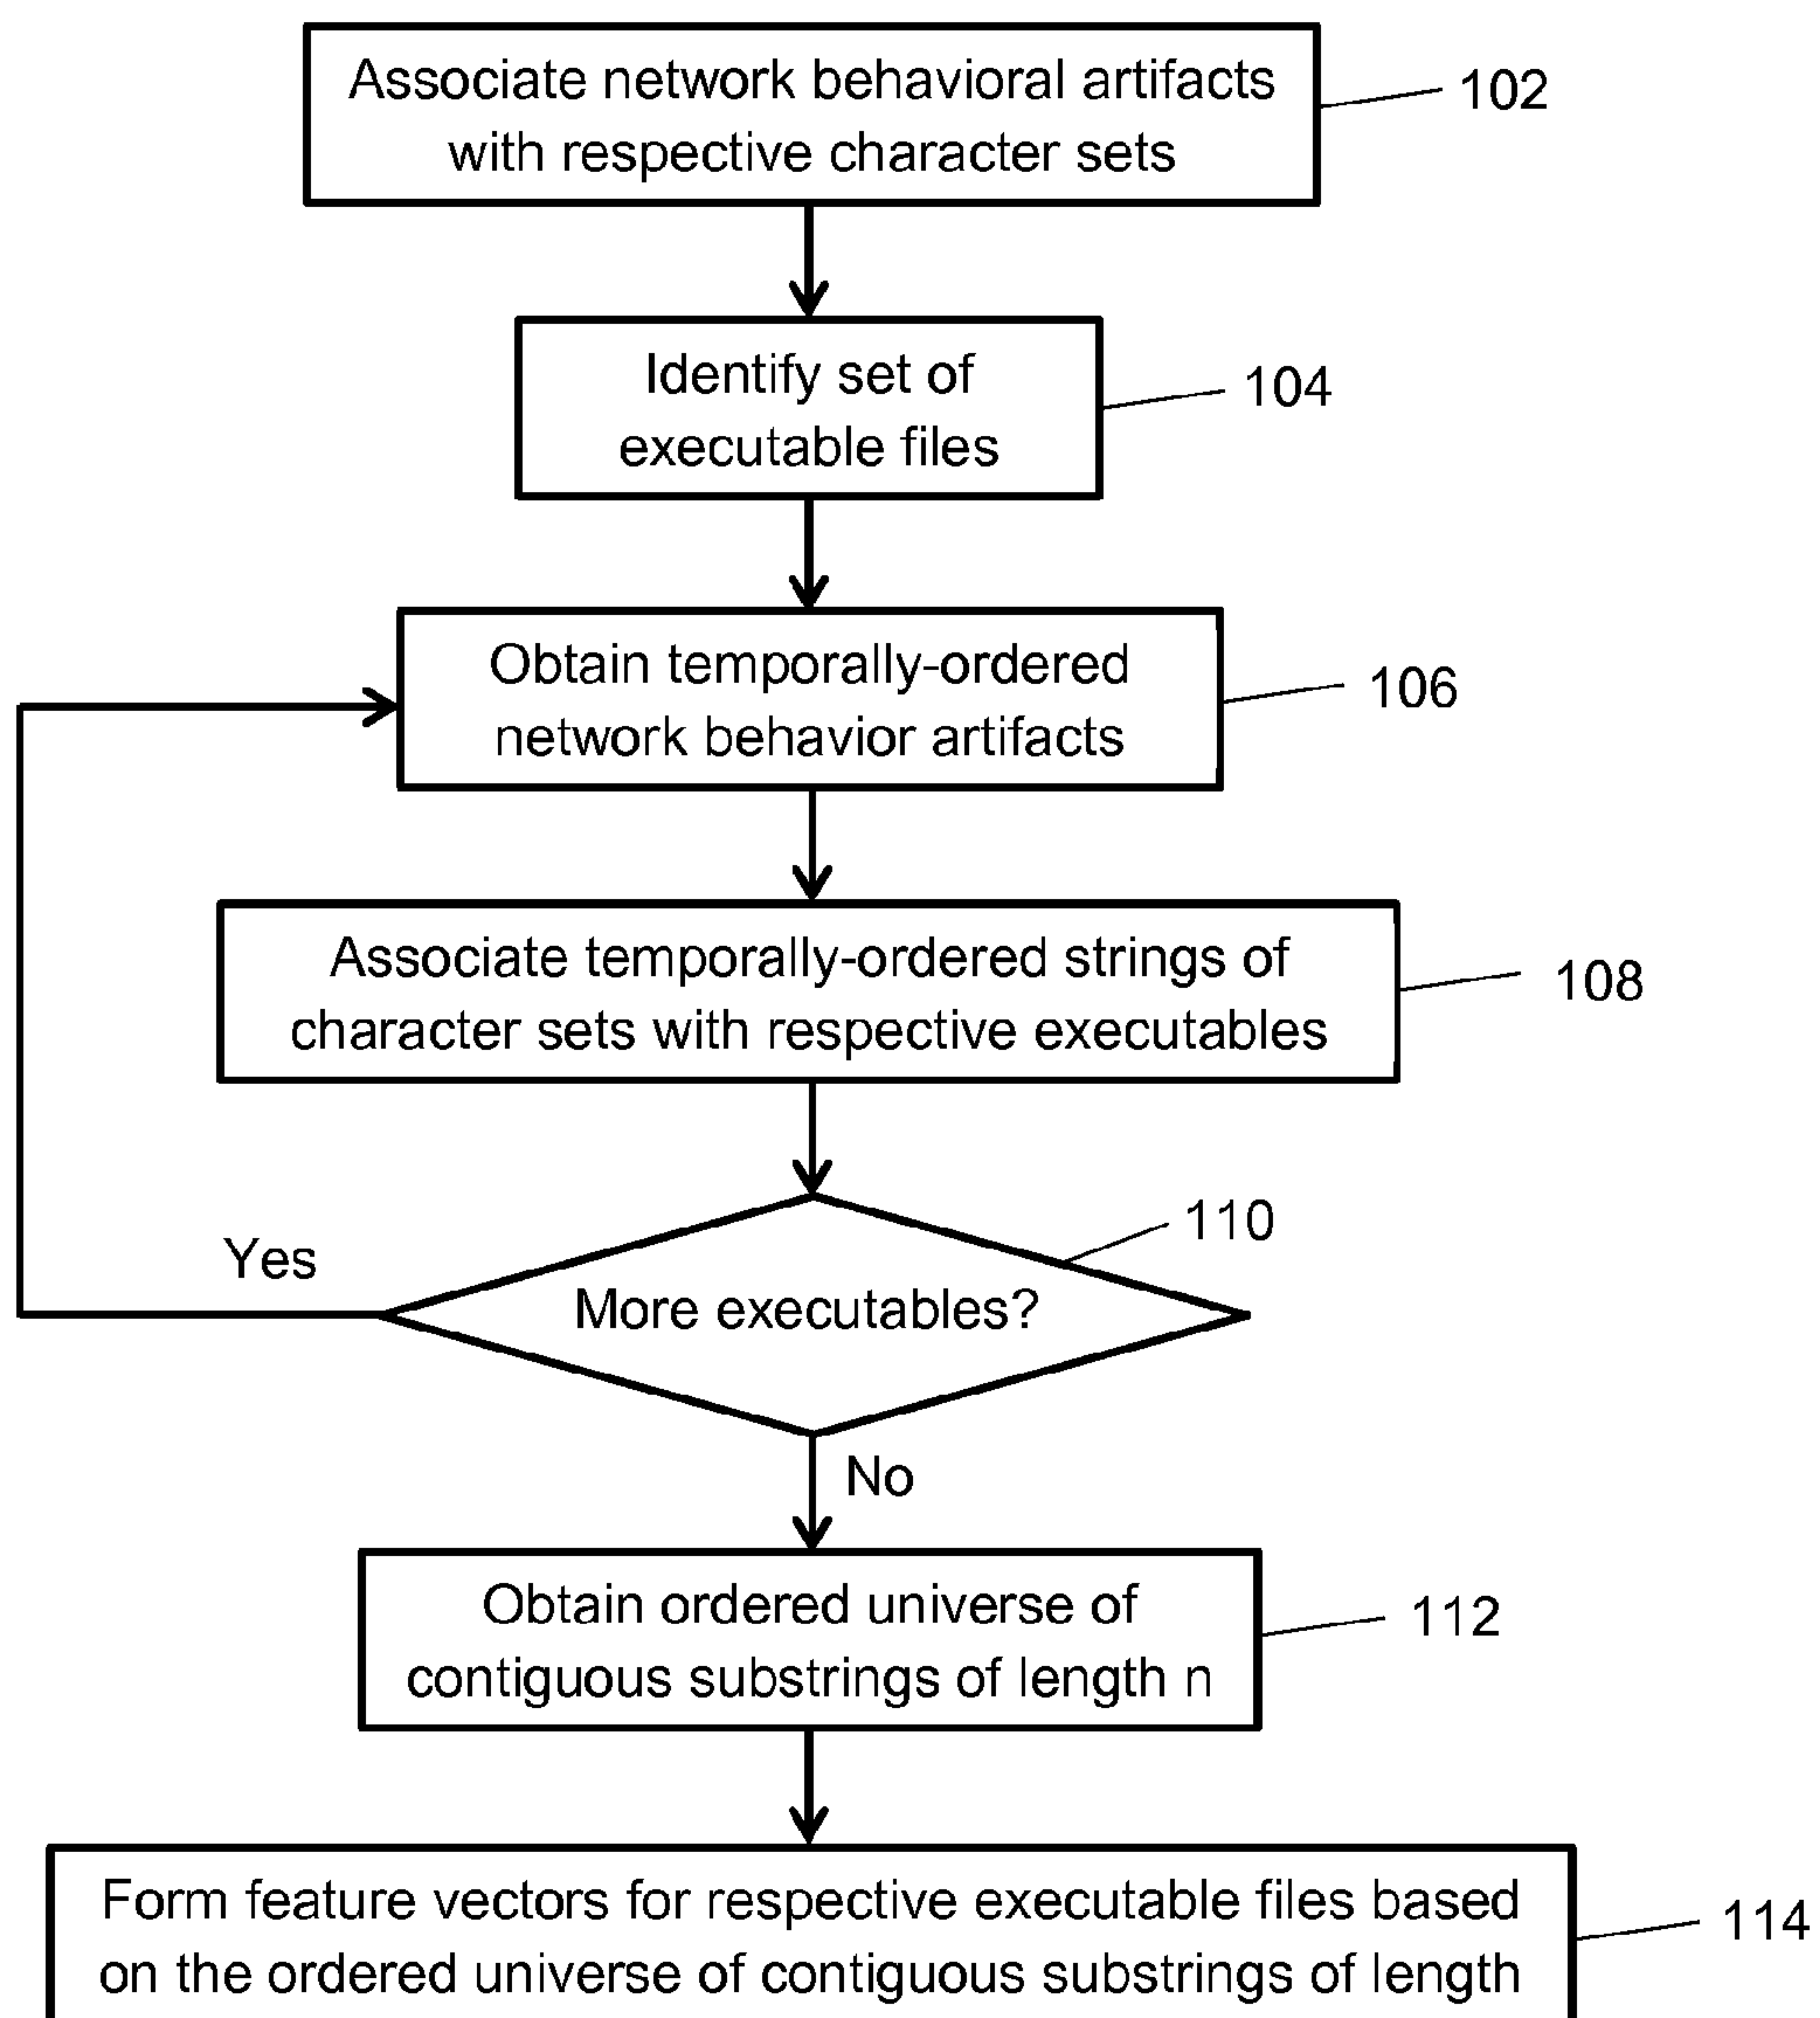 Associate network behavioral artifacts
with respective character sets
102
Identify set of
executable files
104
Obtain temporally-ordered
network behavior artifacts
106
Associate temporally-ordered strings of
character sets with respective executables
108
110
Yes
More executables?
No
Obtain ordered universe of
contiguous substrings of length n
112
Form feature vectors for respective executable files based
on the ordered universe of contiguous substrings of length
114